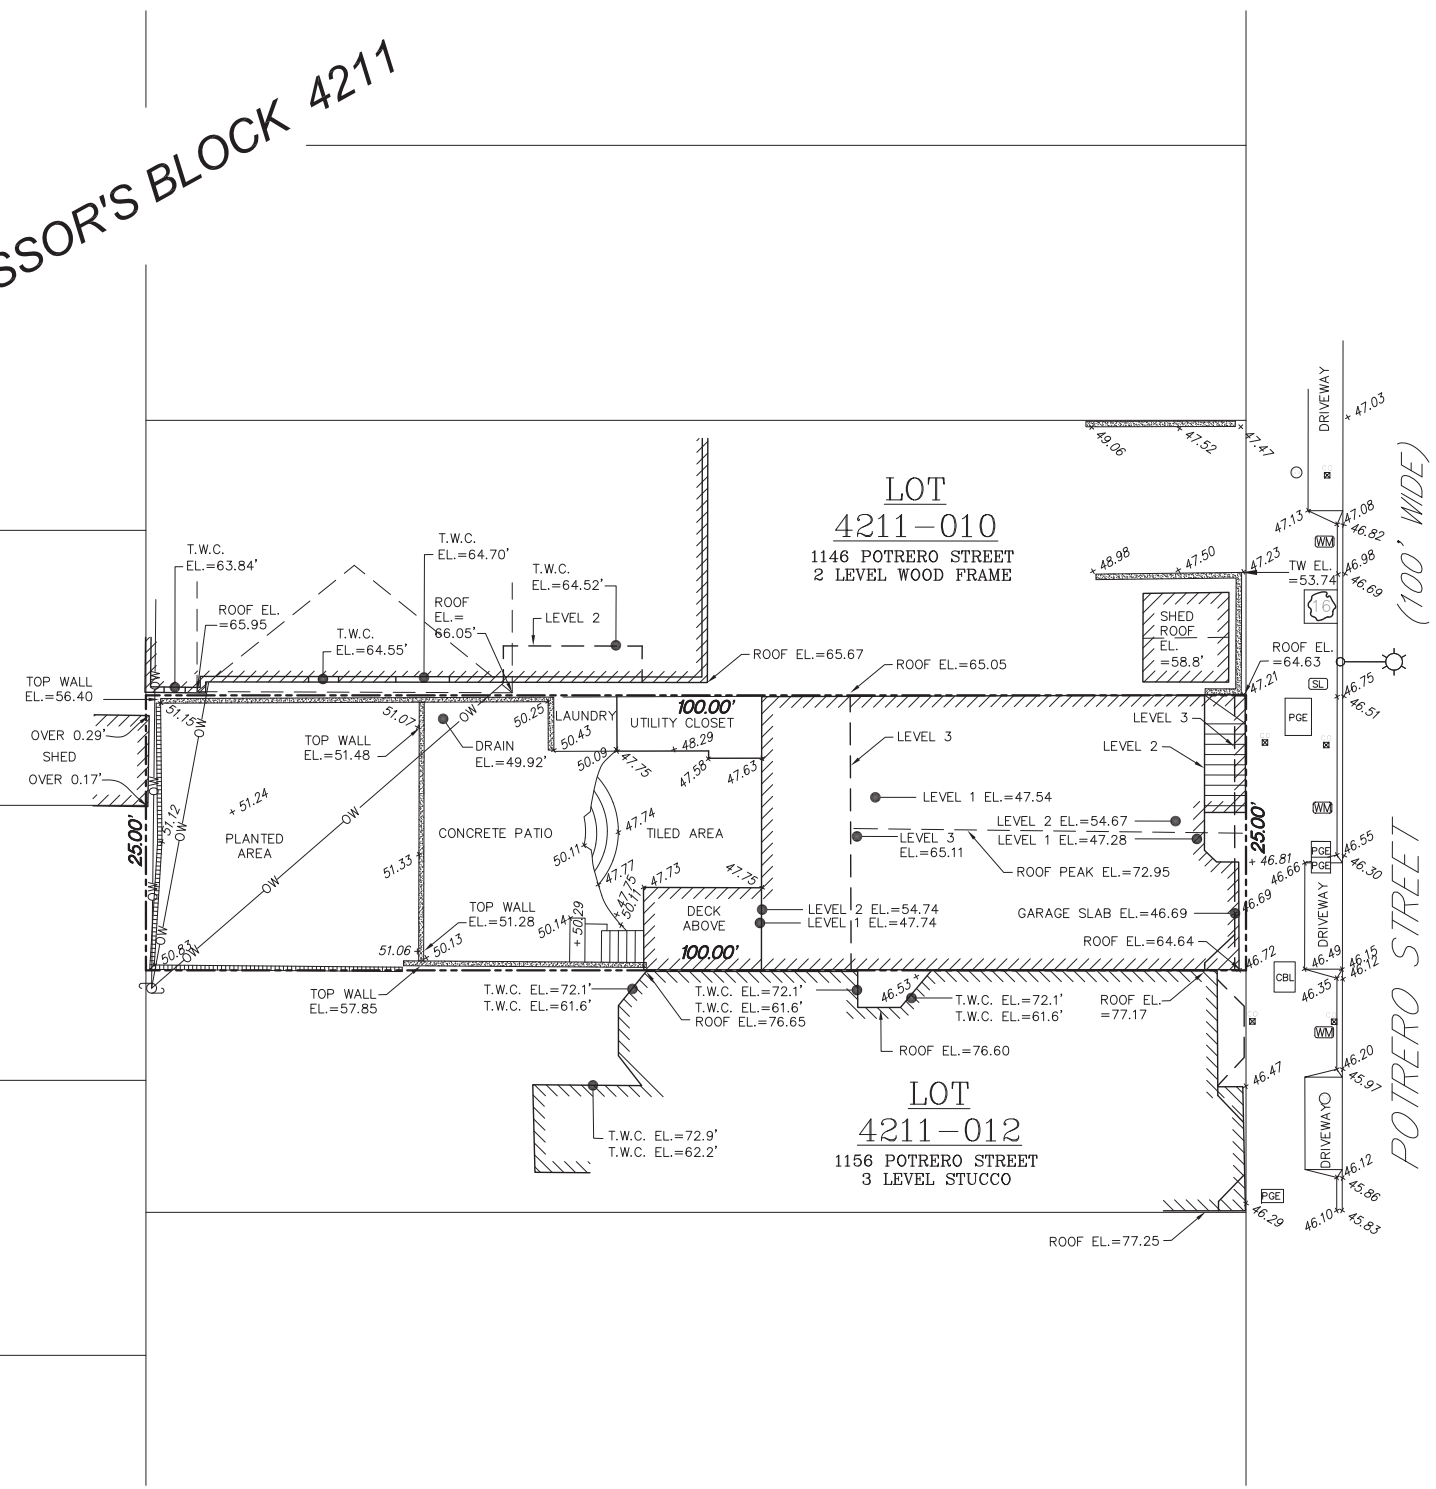 SSOR'S BLOCK 4211
DRIVEWAY
47.03
(100' WIDE)
POTRERO STREET
49.06
47.52
47.47
LOT
4211-010
1146 POTRERO STREET
2 LEVEL WOOD FRAME
47.13
47.08
46.82
WM
48.98
47.50
47.23
TW EL.
=53.74
46.98
46.69
16
T.W.C.
EL.=63.84'
T.W.C.
EL.=64.70'
T.W.C.
EL.=64.52'
ROOF EL.
=65.95
ROOF
EL.=
66.05'
LEVEL 2
T.W.C.
EL.=64.55'
SHED
ROOF
EL.
=58.8'
ROOF EL.
=64.63
ROOF EL.=65.67
ROOF EL.=65.05
TOP WALL
EL.=56.40
47.21
SL
46.75
46.51
PGE
OW
OW
OW
OW
OW
OW
OW
OW
OW
OW
OVER 0.29'
SHED
OVER 0.17'
51.15
51.07
50.25
LAUNDRY
100.00'
UTILITY CLOSET
TOP WALL
EL.=51.48
DRAIN
EL.=49.92'
50.43
50.09
47.75
48.29
47.58
47.63
LEVEL 3
LEVEL 3
LEVEL 2
51.12
51.24
LEVEL 1 EL.=47.54
WM
25.00'
PLANTED
AREA
CONCRETE PATIO
47.74
TILED AREA
LEVEL 2 EL.=54.67
LEVEL 1 EL.=47.28
LEVEL 3
EL.=65.11
25.00'
50.11
51.33
47.77
47.75
50.11
47.73
47.75
ROOF PEAK EL.=72.95
46.81
46.66
PGE
PGE
46.55
46.30
TOP WALL
EL.=51.28
50.29
50.14
DECK
ABOVE
LEVEL 2 EL.=54.74
LEVEL 1 EL.=47.74
GARAGE SLAB EL.=46.69
46.69
DRIVEWAY
50.83
51.06
50.13
100.00'
ROOF EL.=64.64
46.72
46.49
46.15
46.12
TOP WALL
EL.=57.85
T.W.C. EL.=72.1'
T.W.C. EL.=61.6'
T.W.C. EL.=72.1'
T.W.C. EL.=61.6'
ROOF EL.=76.65
46.53
T.W.C. EL.=72.1'
T.W.C. EL.=61.6'
ROOF EL.
=77.17
CBL
46.35
WM
ROOF EL.=76.60
46.20
45.97
46.47
LOT
4211-012
1156 POTRERO STREET
3 LEVEL STUCCO
T.W.C. EL.=72.9'
T.W.C. EL.=62.2'
DRIVEWAY
46.12
45.86
PGE
46.29
46.10
45.83
ROOF EL.=77.25